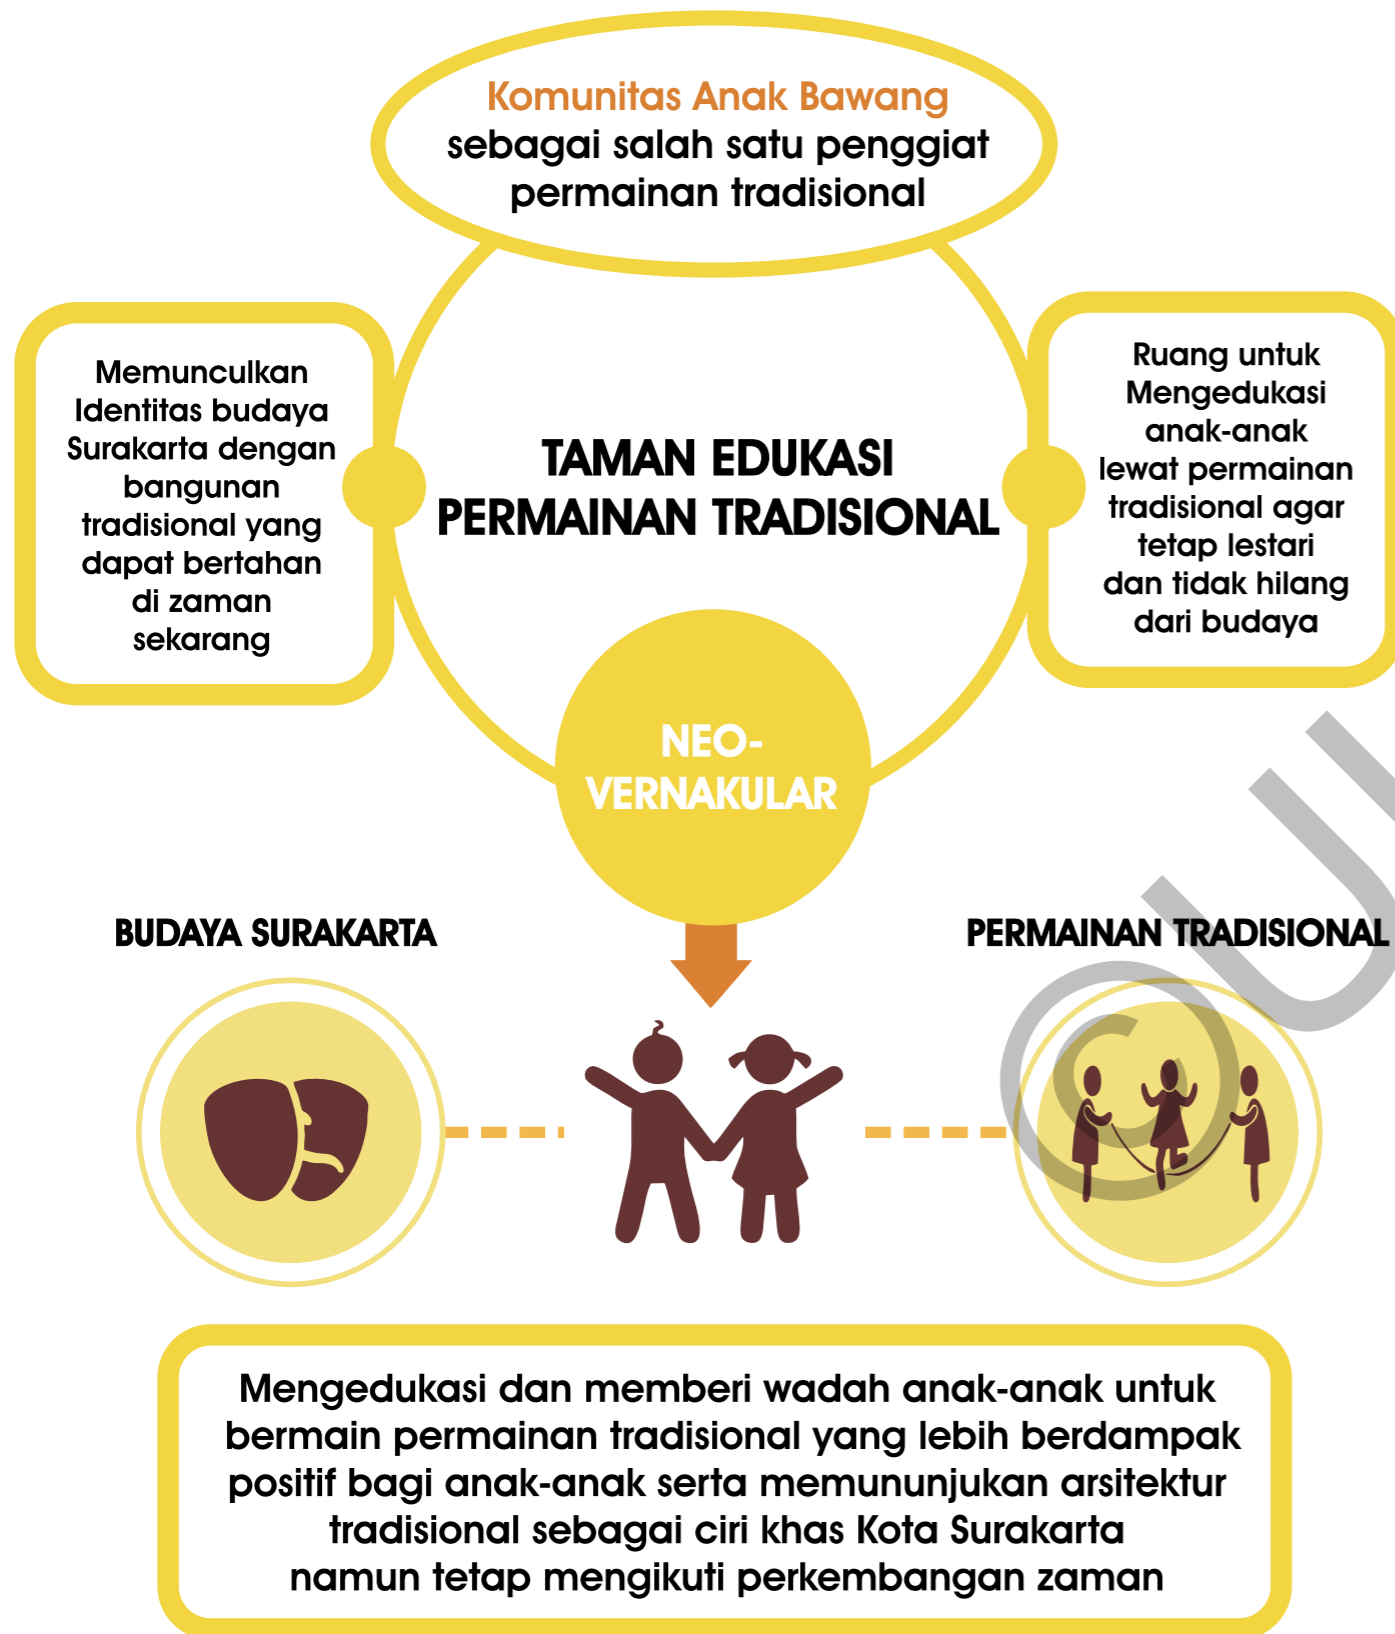 Komunitas Anak Bawang
sebagai salah satu penggiat
permainan tradisional
Memunculkan
Identitas budaya
Surakarta dengan
bangunan
tradisional yang
dapat bertahan
di zaman
sekarang
TAMAN EDUKASI
PERMAINAN TRADISIONAL
Ruang untuk
Mengedukasi
anak-anak
lewat permainan
tradisional agar
tetap lestari
dan tidak hilang
dari budaya
NEO-
VERNAKULAR
BUDAYA SURAKARTA
PERMAINAN TRADISIONAL
Mengedukasi dan memberi wadah anak-anak untuk
bermain permainan tradisional yang lebih berdampak
positif bagi anak-anak serta memununjukan arsitektur
tradisional sebagai ciri khas Kota Surakarta
namun tetap mengikuti perkembangan zaman